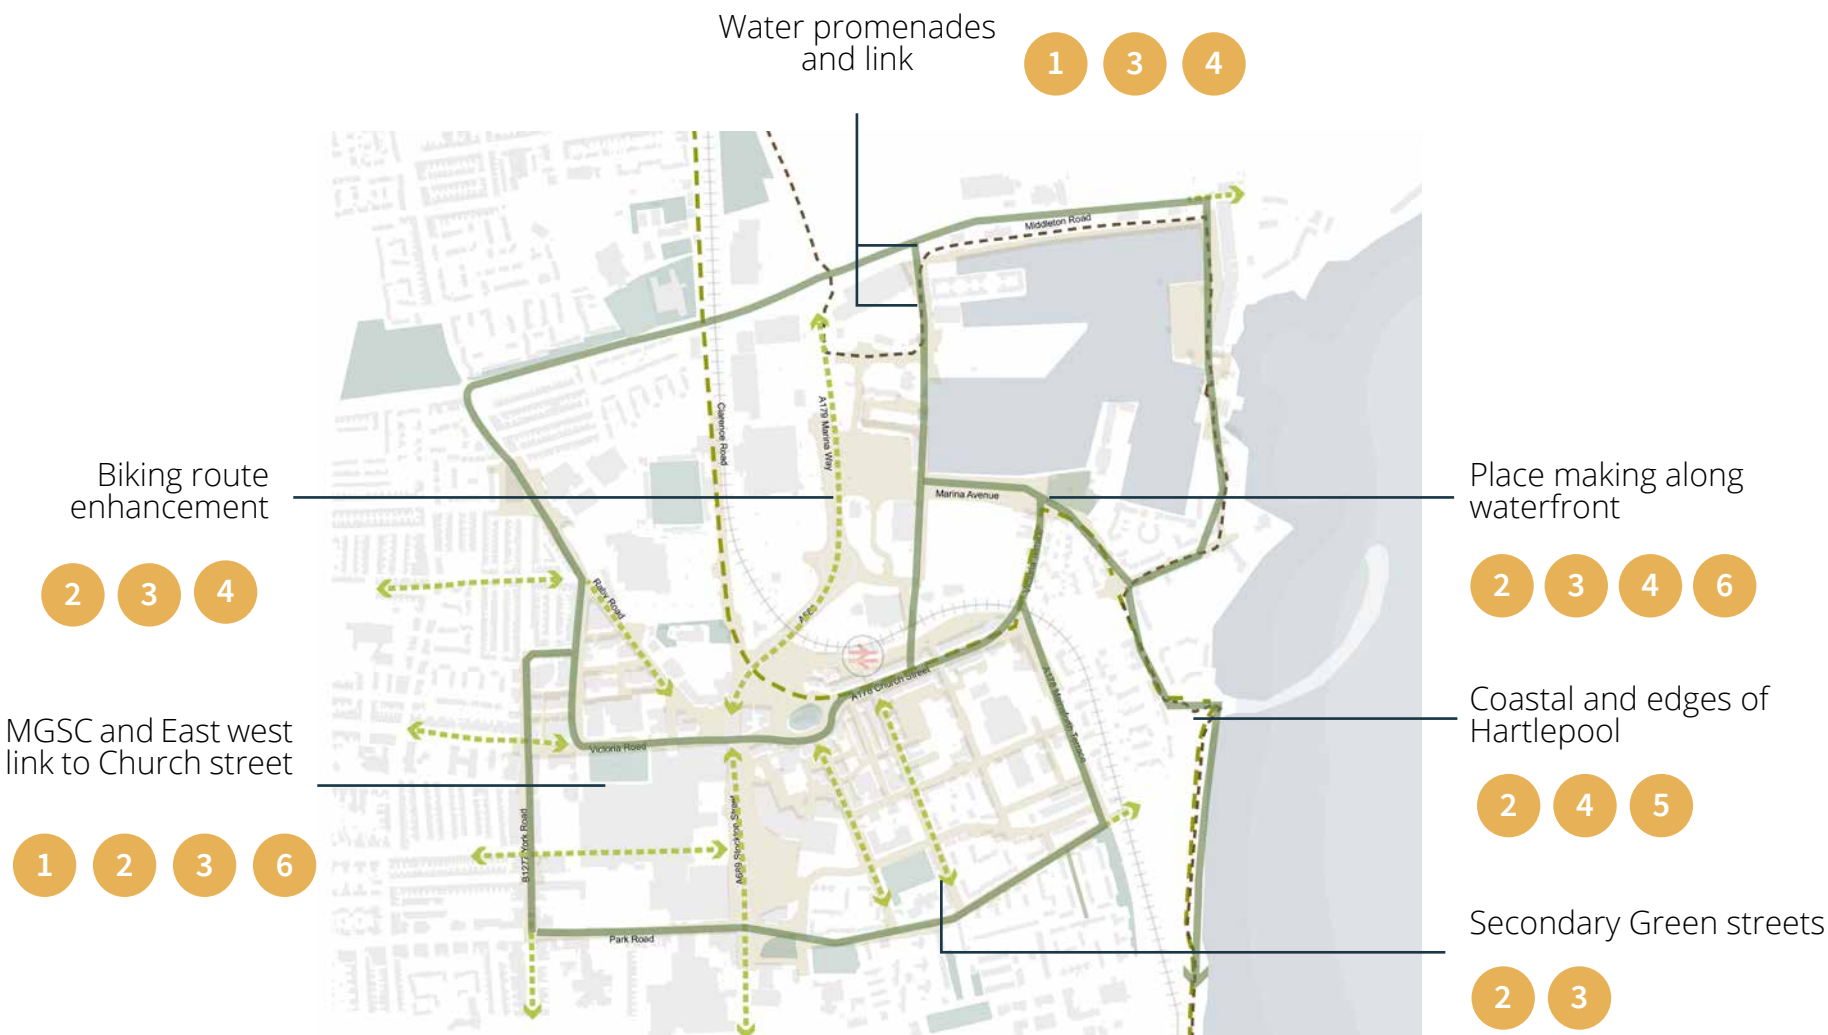 Water promenades
and link
1 3 4
Middleton Road
Clarence Road
A179 Marina Way
Biking route
enhancement
2 3 4
Marina Avenue
Place making along
waterfront
2 3 4 6
Raby Road
A178 Church Street
Victoria Road
MGSC and East west
link to Church street
1 2 3 6
Coastal and edges of
Hartlepool
2 4 5
B1277 York Road
A689 Stockton Street
Park Road
Secondary Green streets
2 3